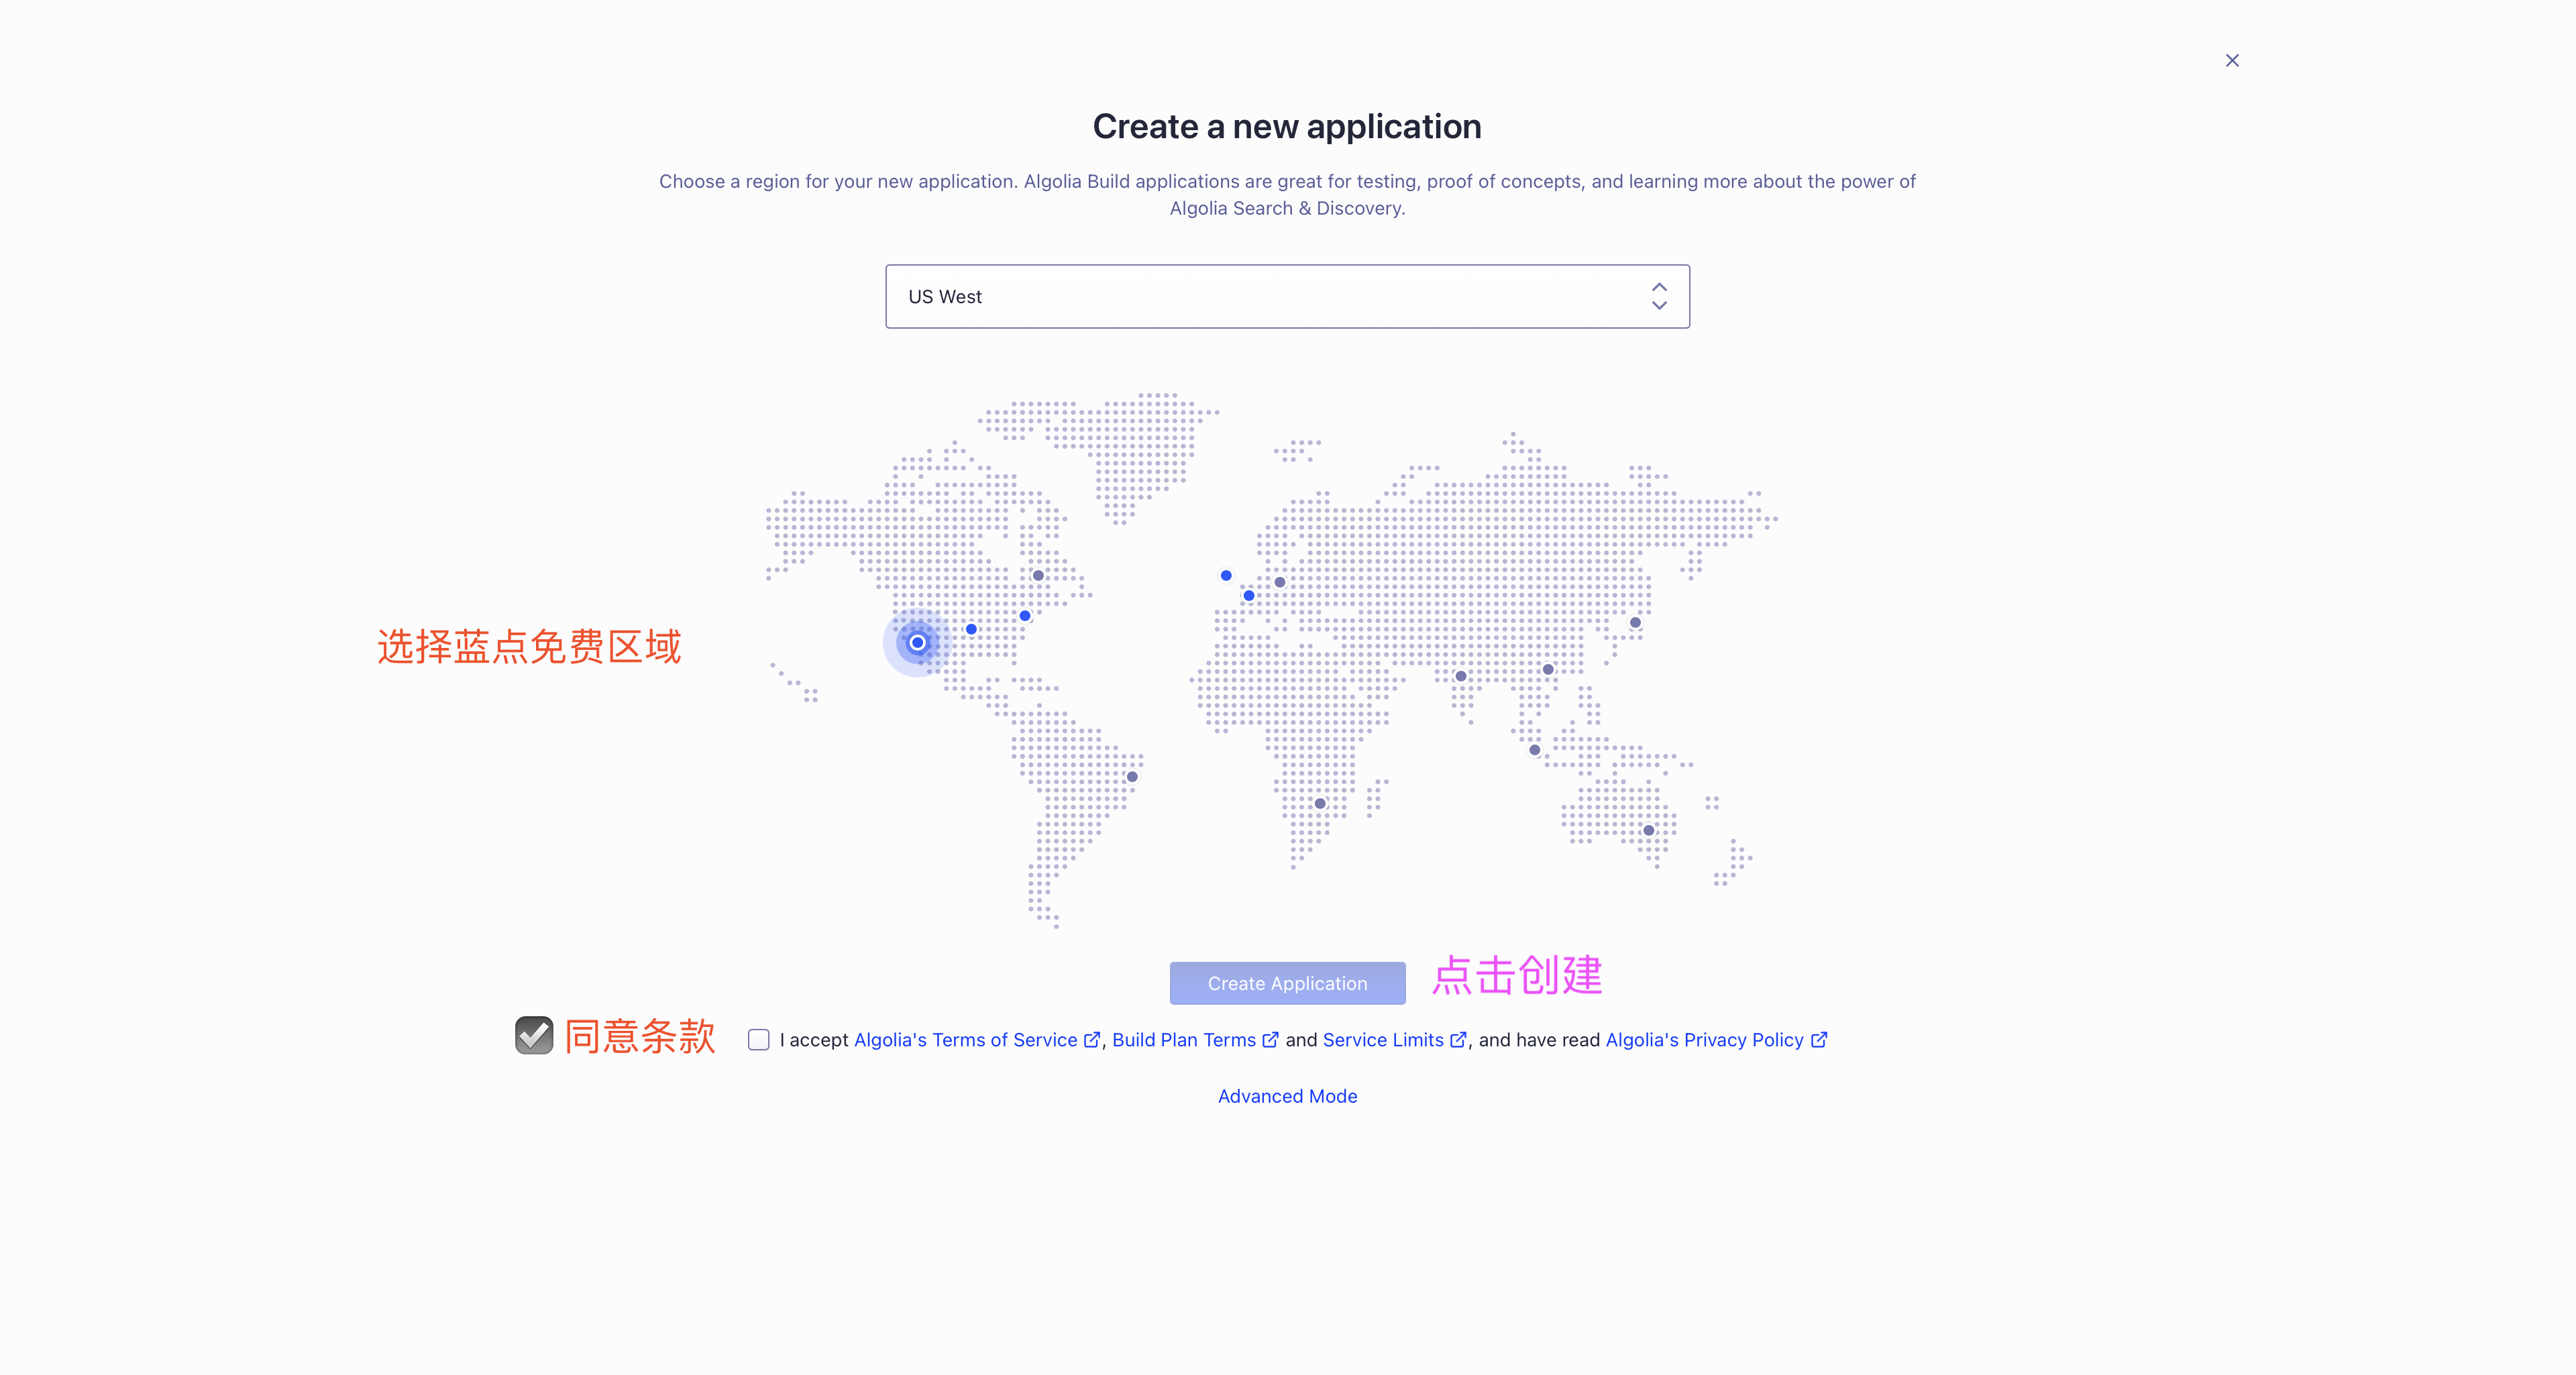 Create a new application
Choose a region for your new application. Algolia Build applications are great for testing, proof of concepts, and learning more about the power of
Algolia Search & Discovery.
US West
选择蓝点免费区域
Create Application
点击创建
同意条款
I accept Algolia's Terms of Service, Build Plan Terms and Service Limits, and have read Algolia's Privacy Policy
Advanced Mode